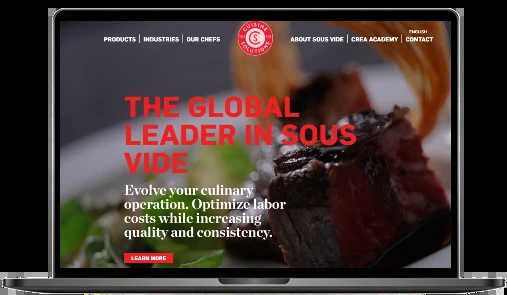 ENGLISH
PRODUCTS | INDUSTRIES | OUR CHEFS
CUISINE SOLUTIONS
ABOUT SOUS VIDE | CREA ACADEMY | CONTACT
THE GLOBAL
LEADER IN SOUS
VIDE
Evolve your culinary
operation. Optimize labor
costs while increasing
quality and consistency.
LEARN MORE